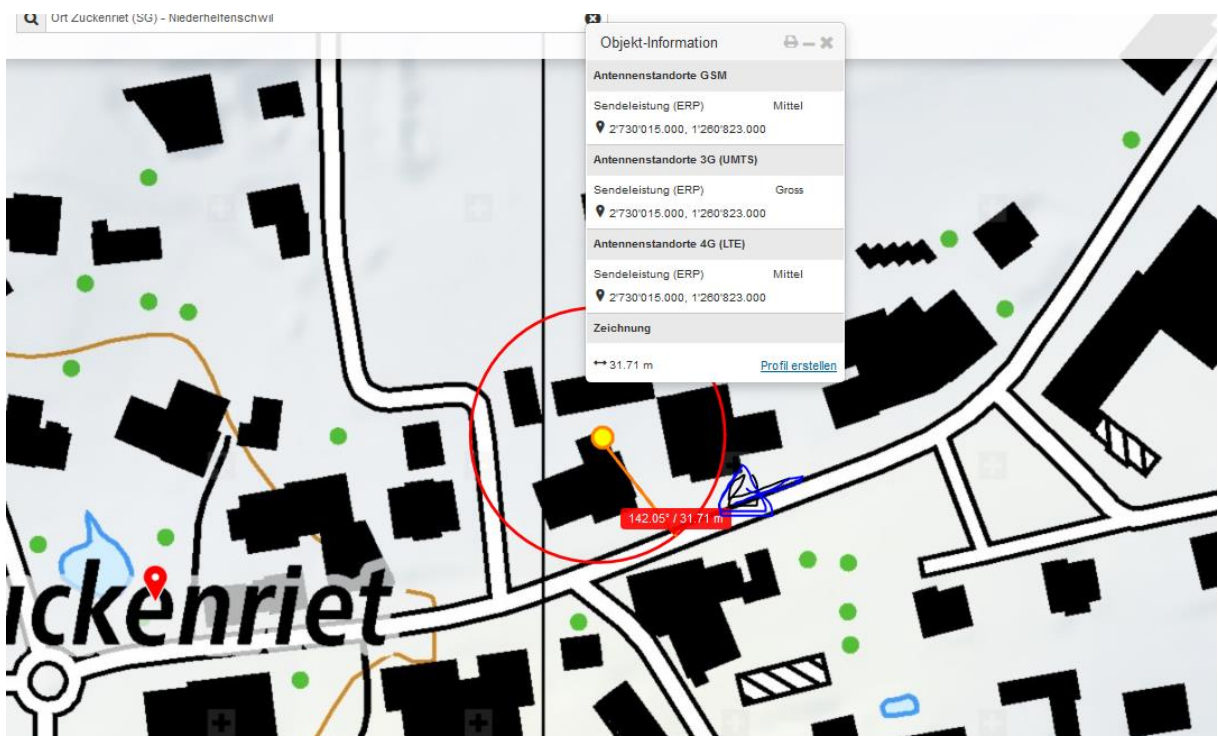 Ort Zuckenriet (SG) - Niederhelfenschwil
Objekt-Information
Antennenstandorte GSM
Sendeleistung (ERP) Mittel
2'730'015.000, 1'260'823.000
Antennenstandorte 3G (UMTS)
Sendeleistung (ERP) Gross
2'730'015.000, 1'260'823.000
Antennenstandorte 4G (LTE)
Sendeleistung (ERP) Mittel
2'730'015.000, 1'260'823.000
Zeichnung
31.71 m Profil erstellen
142.05° / 31.71 m
uckenriet